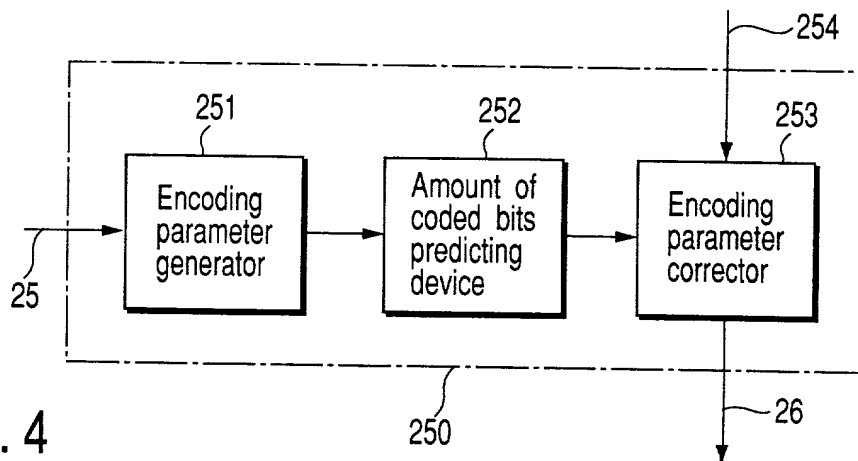 254
251
252
253
Encoding
parameter
generator
Amount of
coded bits
predicting
device
Encoding
parameter
corrector
25
250
26
. 4